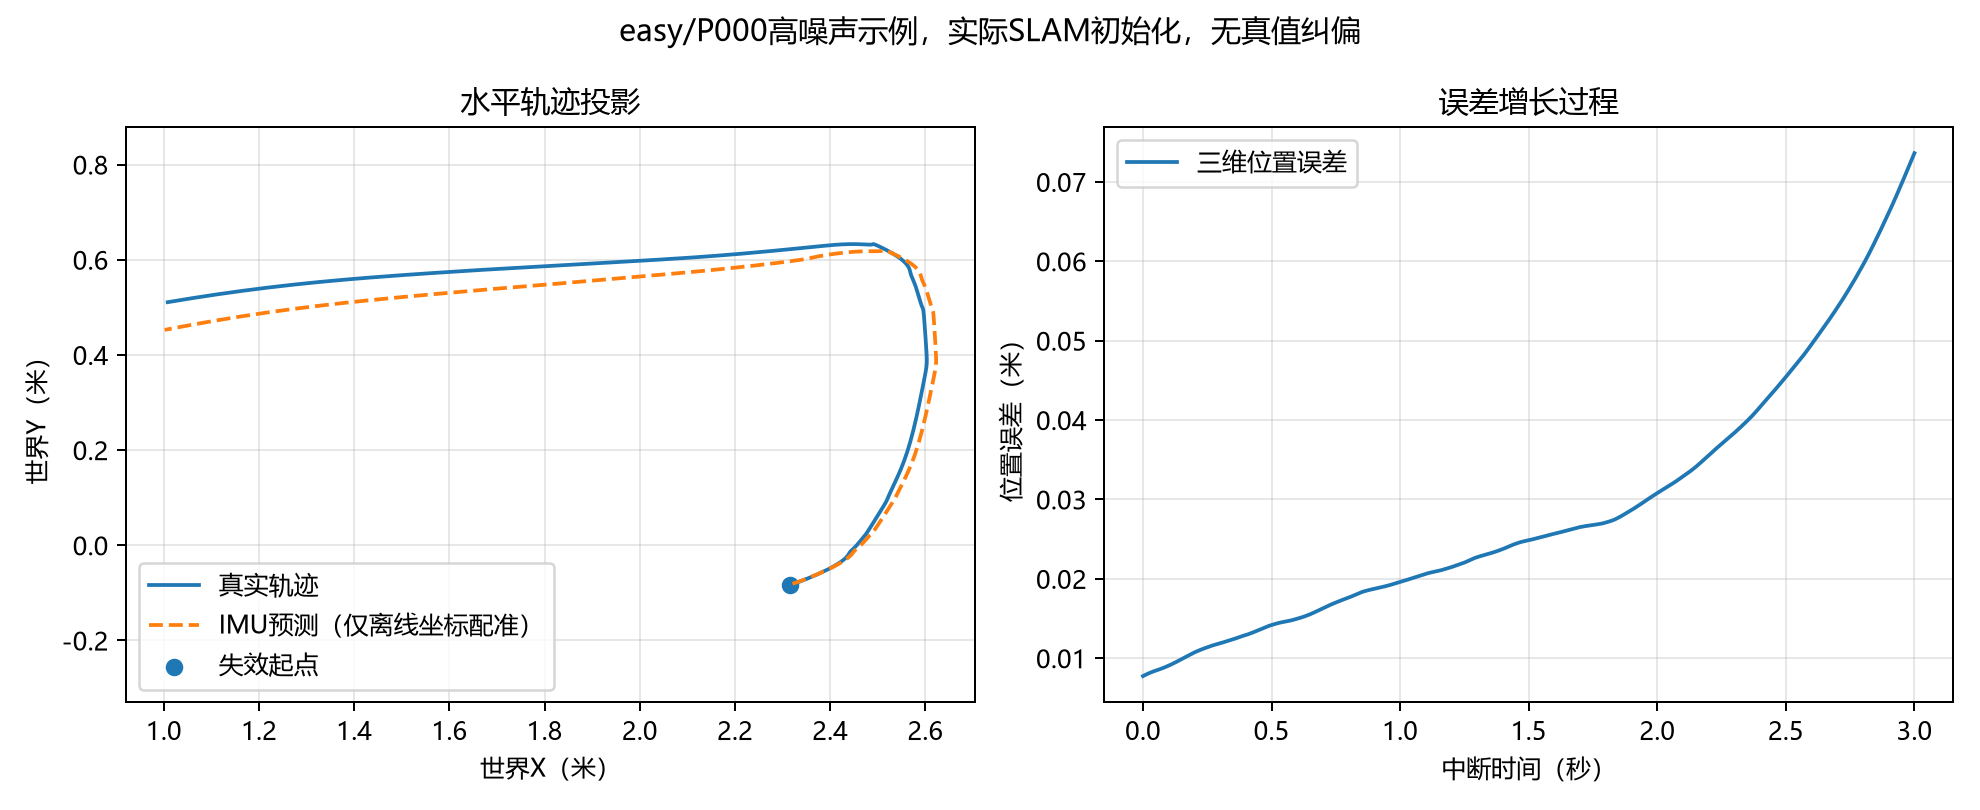 easy/P000高噪声示例，实际SLAM初始化，无真值纠偏
水平轨迹投影
世界Y（米）
0.8
0.6
0.4
0.2
0.0
-0.2
真实轨迹
IMU预测（仅离线坐标配准）
失效起点
1.0 1.2 1.4 1.6 1.8 2.0 2.2 2.4 2.6
世界X（米）
误差增长过程
位置误差（米）
三维位置误差
0.07
0.06
0.05
0.04
0.03
0.02
0.01
0.0 0.5 1.0 1.5 2.0 2.5 3.0
中断时间（秒）